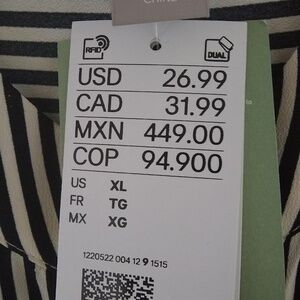 CHINA
RFID
DUAL
USD 26.99
CAD 31.99
MXN 449.00
COP 94.900
US XL
FR TG
MX XG
1220522 004 12 9 1515